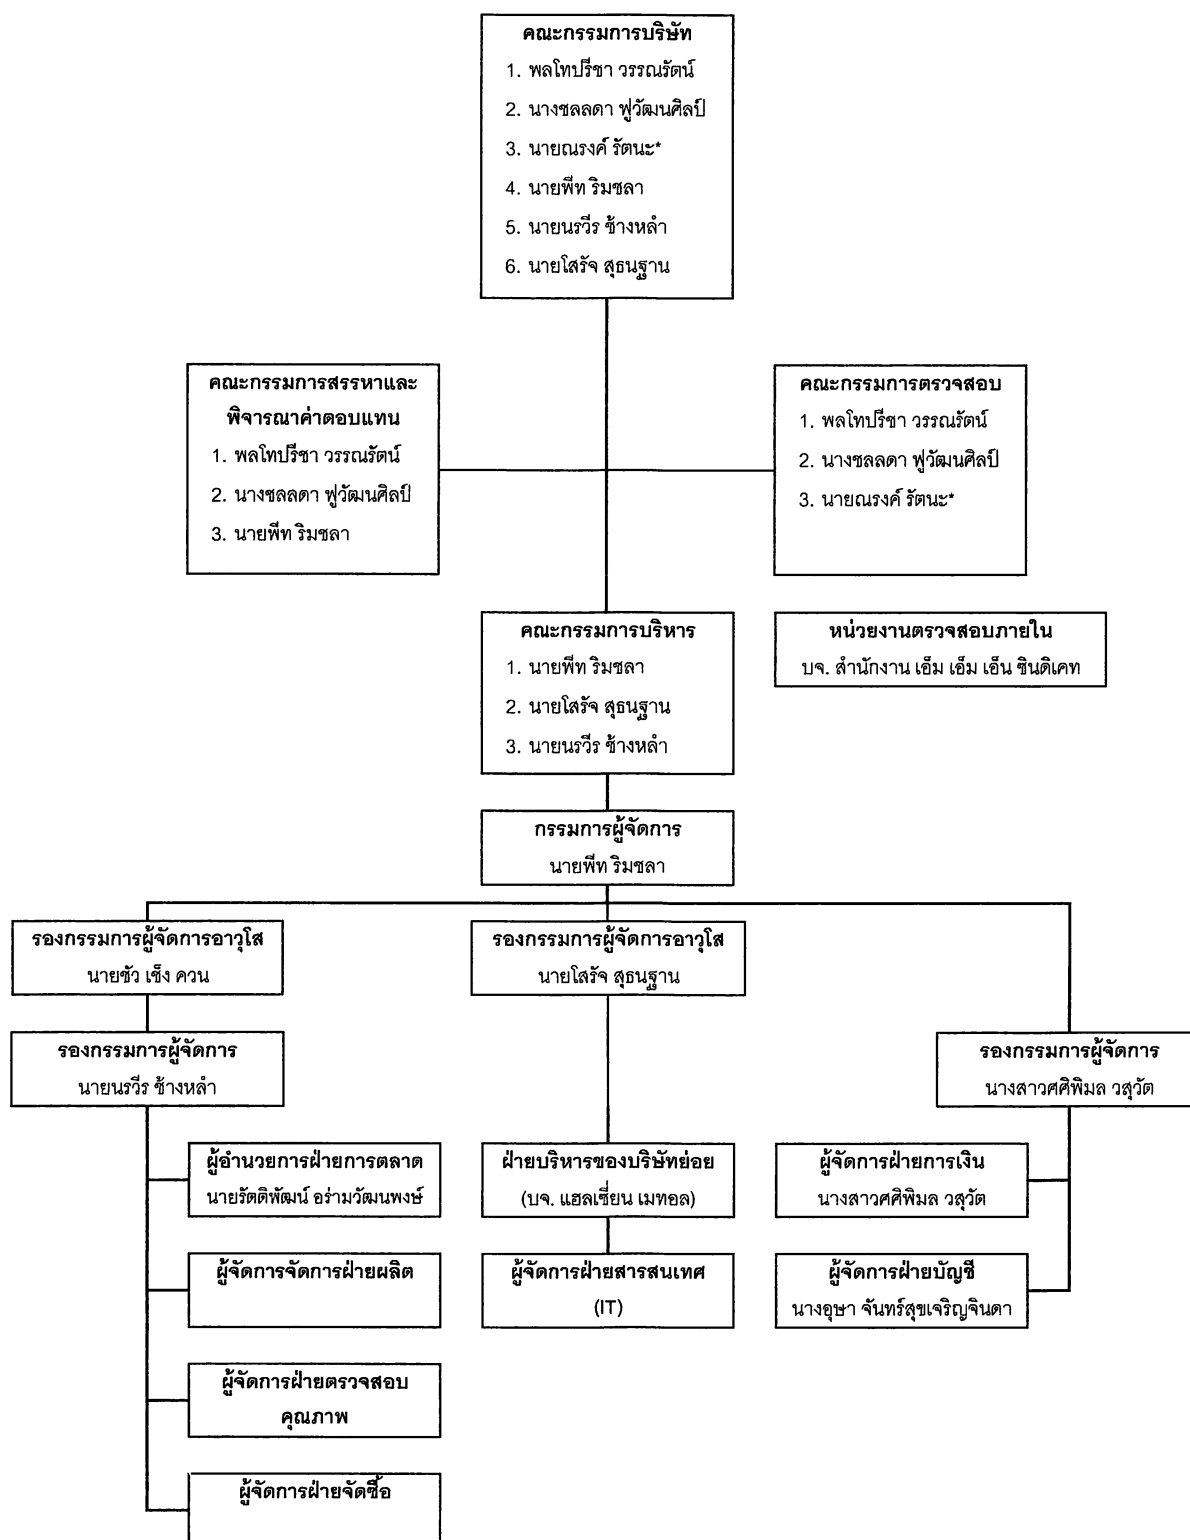 คณะกรรมการบริษัท
1. พลโทปรีชา วรรณรัตน์
2. นางชลลดา ฟูวัฒนศิลป์
3. นายณรงค์ รัตนะ*
4. นายพีท ริมชลา
5. นายนรวีร ช้างหลำ
6. นายโสรัจ สุธนฐาน
คณะกรรมการสรรหาและ
พิจารณาค่าตอบแทน
1. พลโทปรีชา วรรณรัตน์
2. นางชลลดา ฟูวัฒนศิลป์
3. นายพีท ริมชลา
คณะกรรมการตรวจสอบ
1. พลโทปรีชา วรรณรัตน์
2. นางชลลดา ฟูวัฒนศิลป์
3. นายณรงค์ รัตนะ*
คณะกรรมการบริหาร
1. นายพีท ริมชลา
2. นายโสรัจ สุธนฐาน
3. นายนรวีร ช้างหลำ
หน่วยงานตรวจสอบภายใน
บจ. สำนักงาน เอ็ม เอ็ม เอ็น ซินดิเคท
กรรมการผู้จัดการ
นายพีท ริมชลา
รองกรรมการผู้จัดการอาวุโส
นายชัว เช็ง ควน
รองกรรมการผู้จัดการอาวุโส
นายโสรัจ สุธนฐาน
รองกรรมการผู้จัดการ
นายนรวีร ช้างหลำ
รองกรรมการผู้จัดการ
นางสาวศศิพิมล วสุวัต
ผู้อำนวยการฝ่ายการตลาด
นายรัตติพัฒน์ อร่ามวัฒนพงษ์
ฝ่ายบริหารของบริษัทย่อย
(บจ. แฮลเซี่ยน เมทอล)
ผู้จัดการฝ่ายการเงิน
นางสาวศศิพิมล วสุวัต
ผู้จัดการจัดการฝ่ายผลิต
ผู้จัดการฝ่ายสารสนเทศ
(IT)
ผู้จัดการฝ่ายบัญชี
นางอุษา จันทร์สุขเจริญจินดา
ผู้จัดการฝ่ายตรวจสอบ
คุณภาพ
ผู้จัดการฝ่ายจัดซื้อ